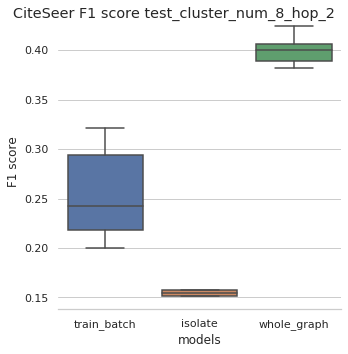 CiteSeer F1 score test_cluster_num_8_hop_2
0.40
0.35
0.30
0.25
0.20
0.15
F1 score
train_batch isolate whole_graph
models